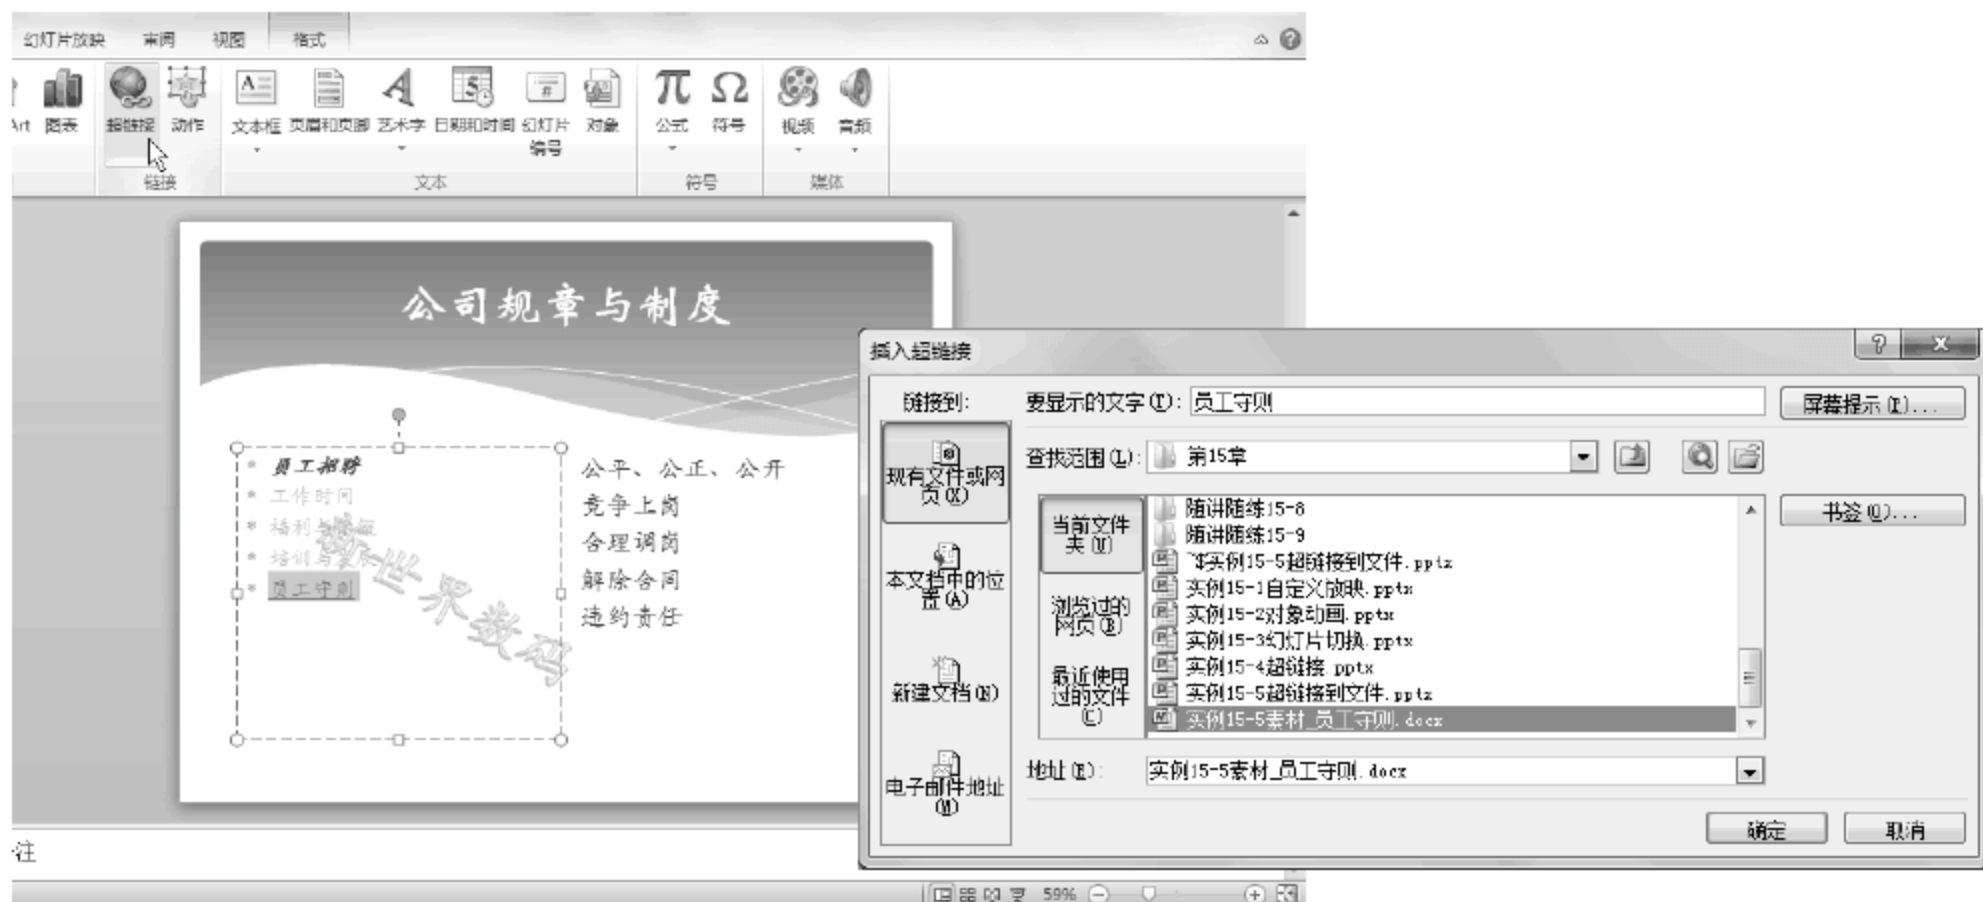 幻灯片放映 审阅 视图 格式
Art 图表 超链接 动作 文本框 页眉和页脚 艺术字 日期和时间 幻灯片编号 对象 公式 符号 视频 音频
链接 文本 符号 媒体
公司规章与制度
员工招聘
工作时间
福利与
培训与发展
员工守则
新世界数码
公平、公正、公开
竞争上岗
合理调岗
解除合同
违约责任
注
59%
插入超链接
链接到:
现有文件或网页(X)
本文档中的位置(A)
新建文档(N)
电子邮件地址(M)
要显示的文字(T): 员工守则
屏幕提示(P)...
查找范围(L): 第15章
当前文件夹(U)
浏览过的网页(B)
最近使用过的文件(C)
随讲随练15-8
随讲随练15-9
~$实例15-5超链接到文件.pptx
实例15-1自定义放映.pptx
实例15-2对象动画.pptx
实例15-3幻灯片切换.pptx
实例15-4超链接.pptx
实例15-5超链接到文件.pptx
实例15-5素材_员工守则.docx
书签(O)...
地址(E): 实例15-5素材_员工守则.docx
确定 取消